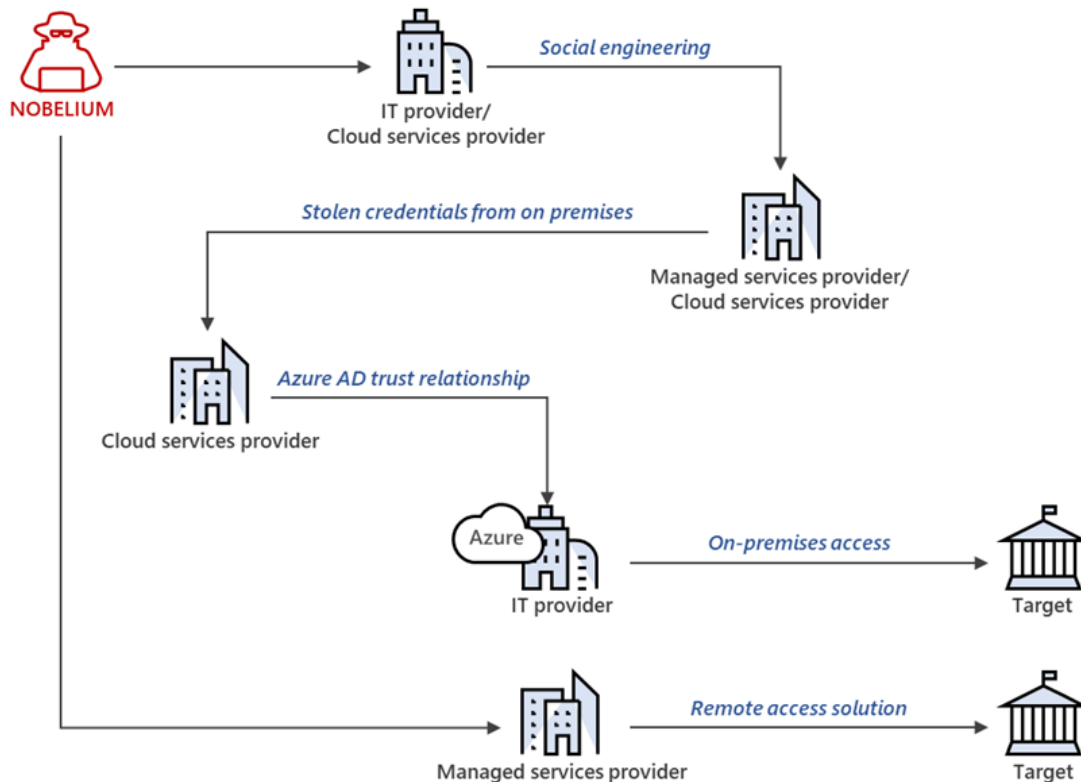 NOBELIUM
Social engineering
IT provider/
Cloud services provider
Stolen credentials from on premises
Managed services provider/
Cloud services provider
Azure AD trust relationship
Cloud services provider
Azure
IT provider
On-premises access
Target
Remote access solution
Managed services provider
Target